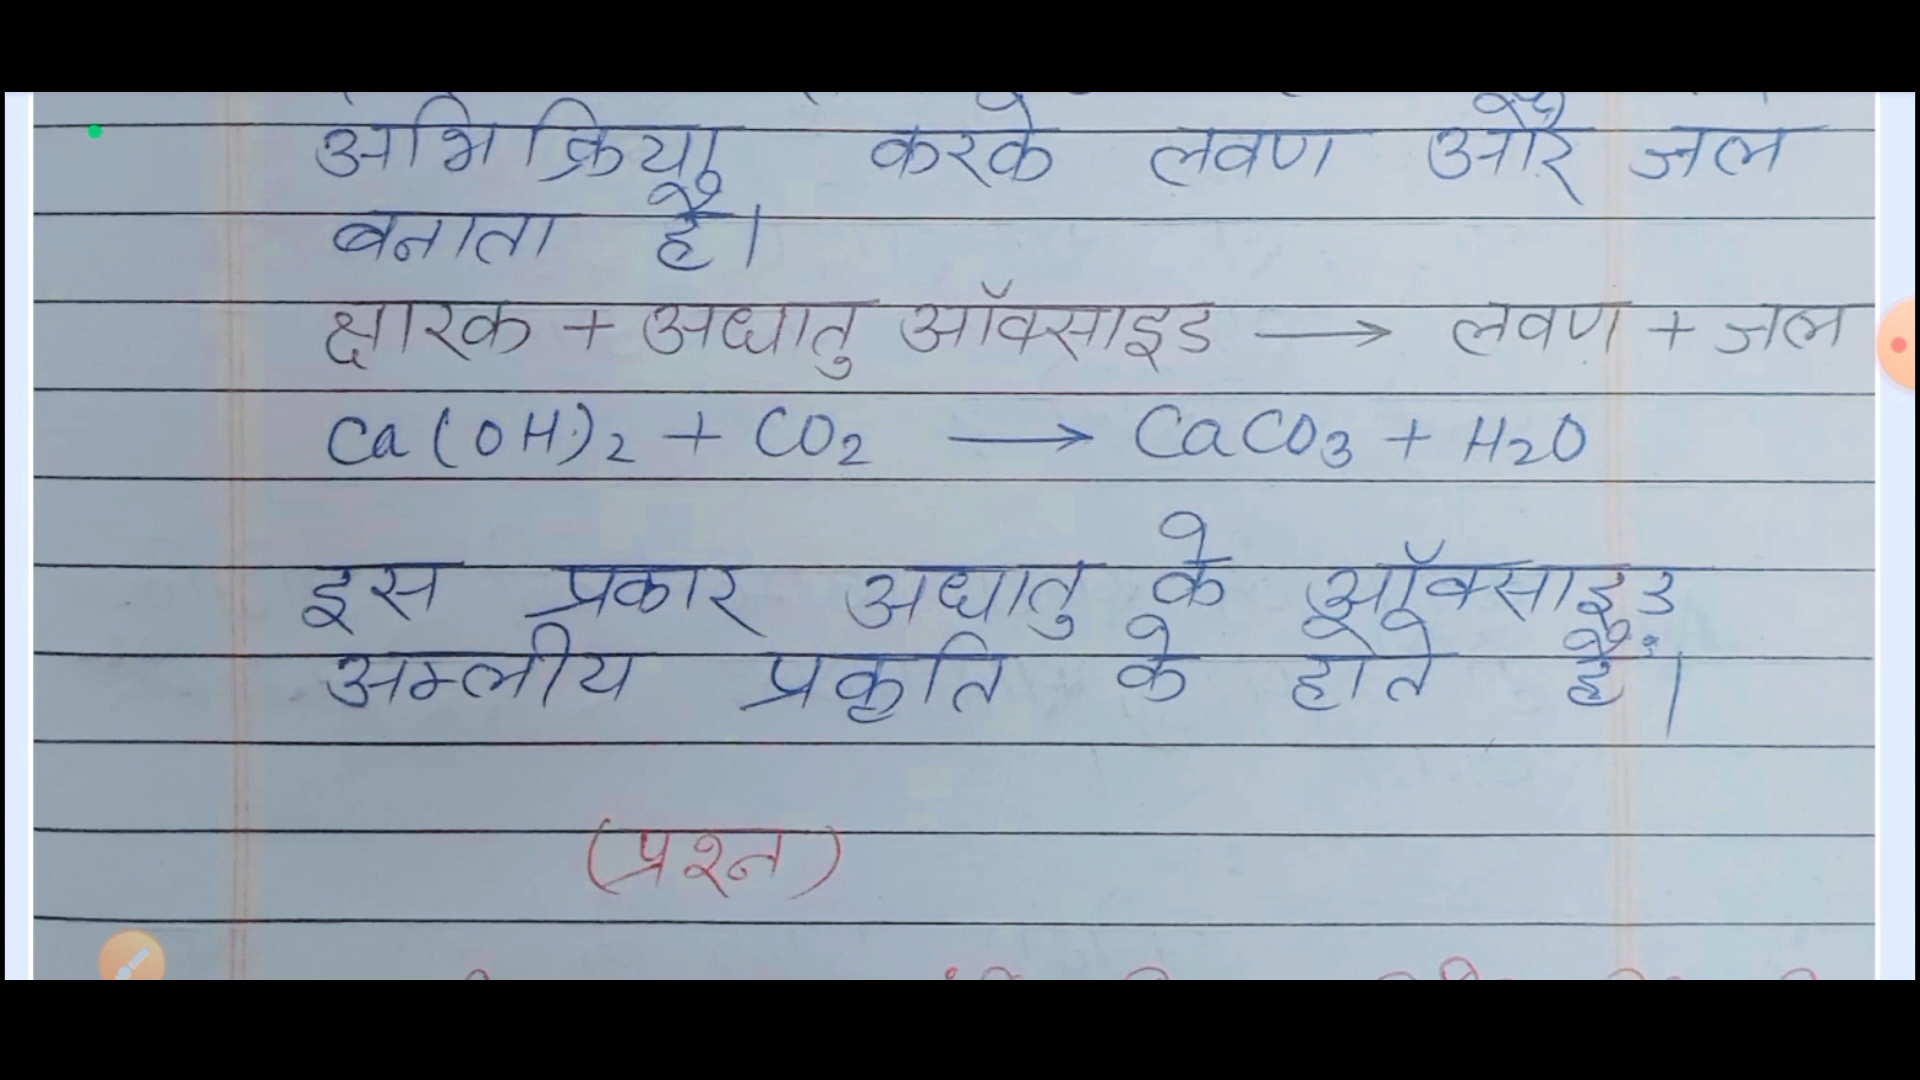 अभिक्रिया करके लवण और जल
बनाता है।
क्षारक + अधातु ऑक्साइड → लवण + जल
Ca(OH)2 + CO2 → CaCO3 + H2O
इस प्रकार अधातु के ऑक्साइड
अम्लीय प्रकृति के होते हैं।
(प्रश्न)